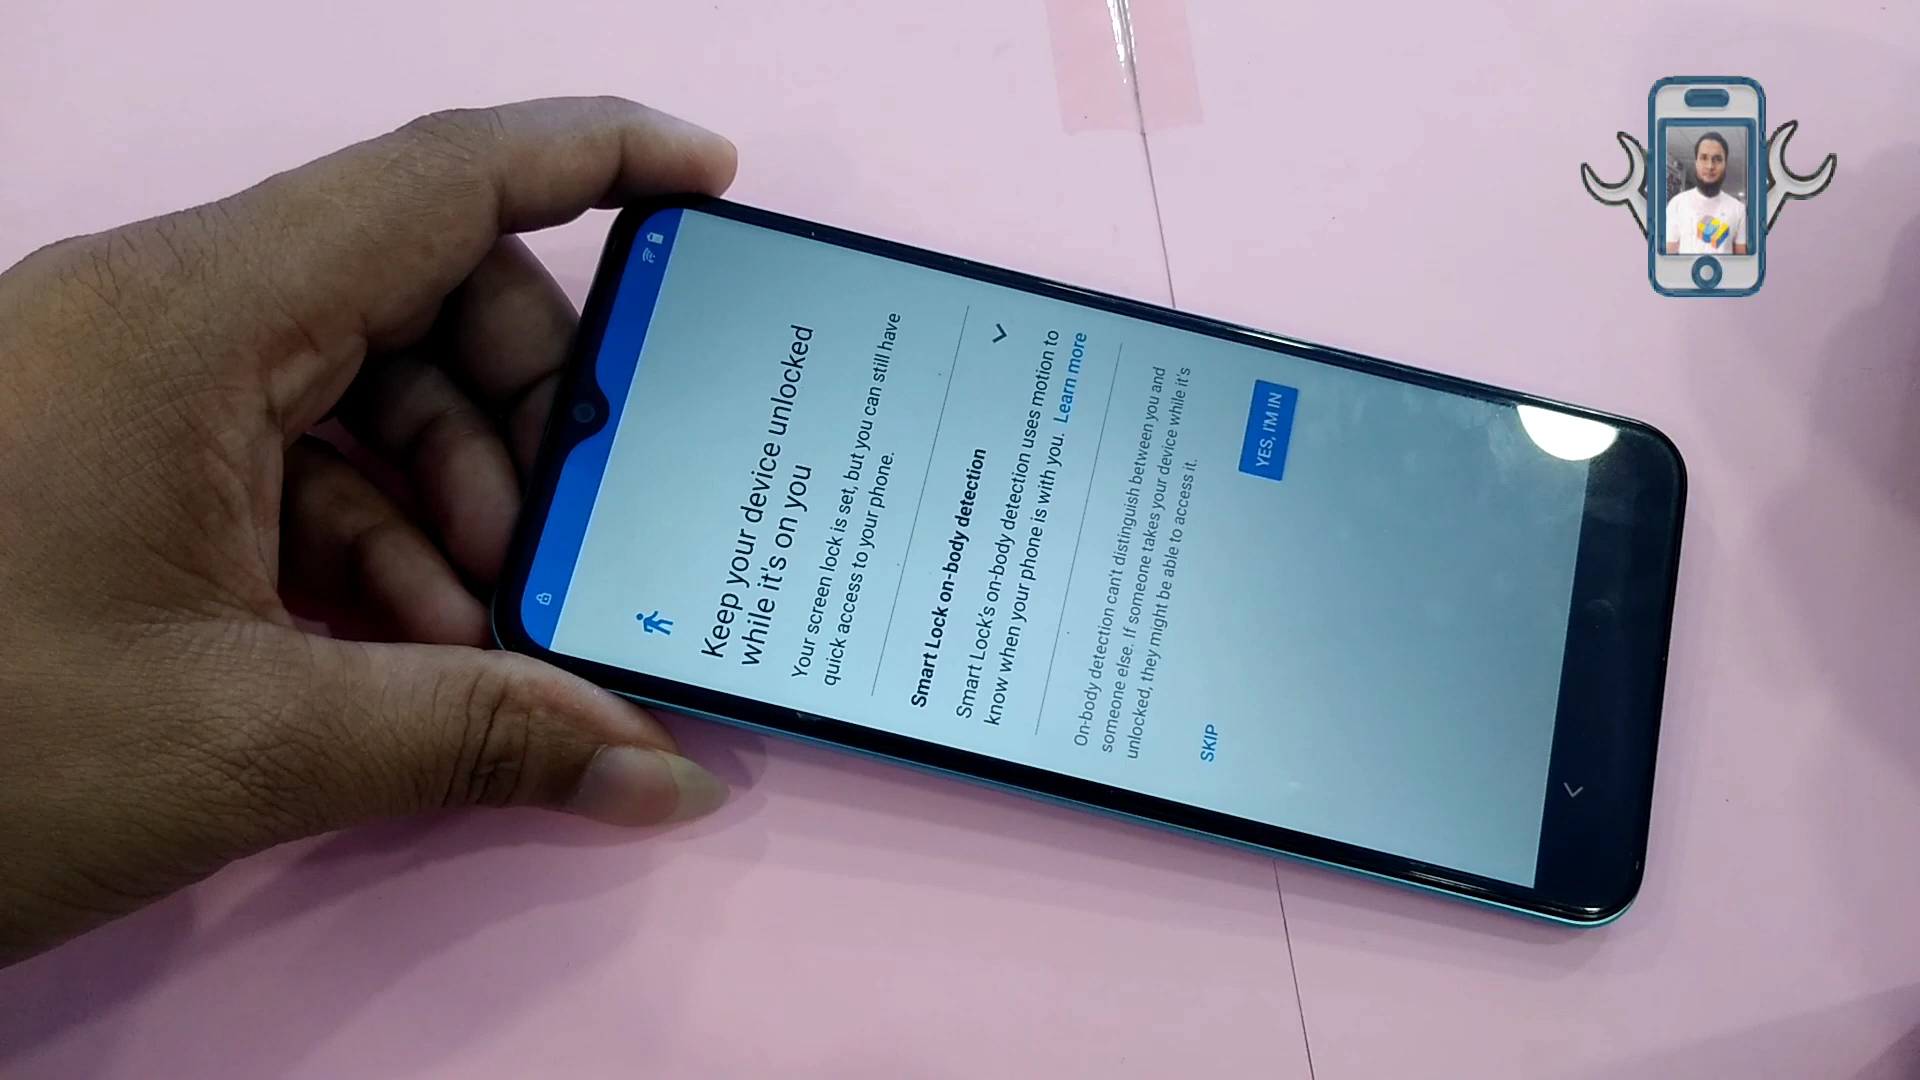 Keep your device unlocked
while it's on you
Your screen lock is set, but you can still have
quick access to your phone.
Smart Lock on-body detection
Smart Lock's on-body detection uses motion to
know when your phone is with you. Learn more
On-body detection can't distinguish between you and
someone else. If someone takes your device while it's
unlocked, they might be able to access it.
SKIP
YES, I'M IN